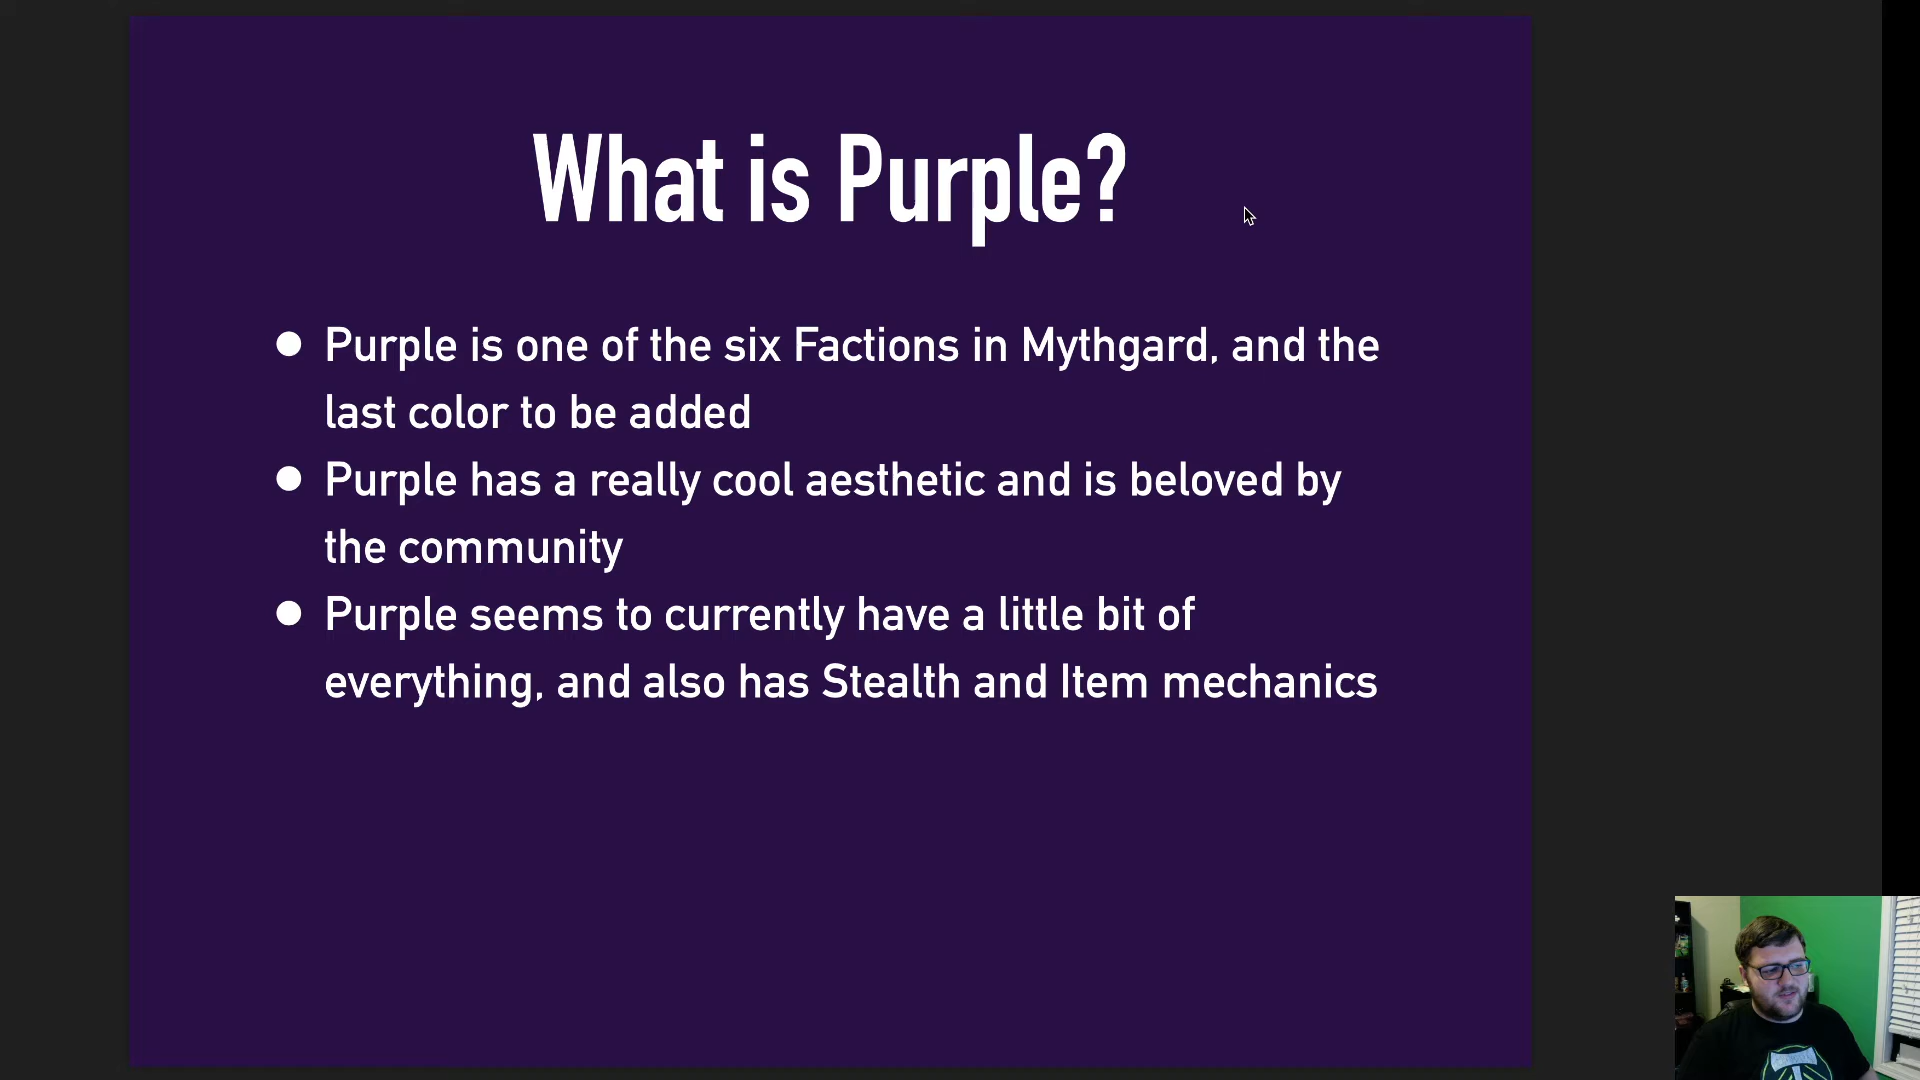 What is Purple?
Purple is one of the six Factions in Mythgard, and the
last color to be added
Purple has a really cool aesthetic and is beloved by
the community
Purple seems to currently have a little bit of
everything, and also has Stealth and Item mechanics